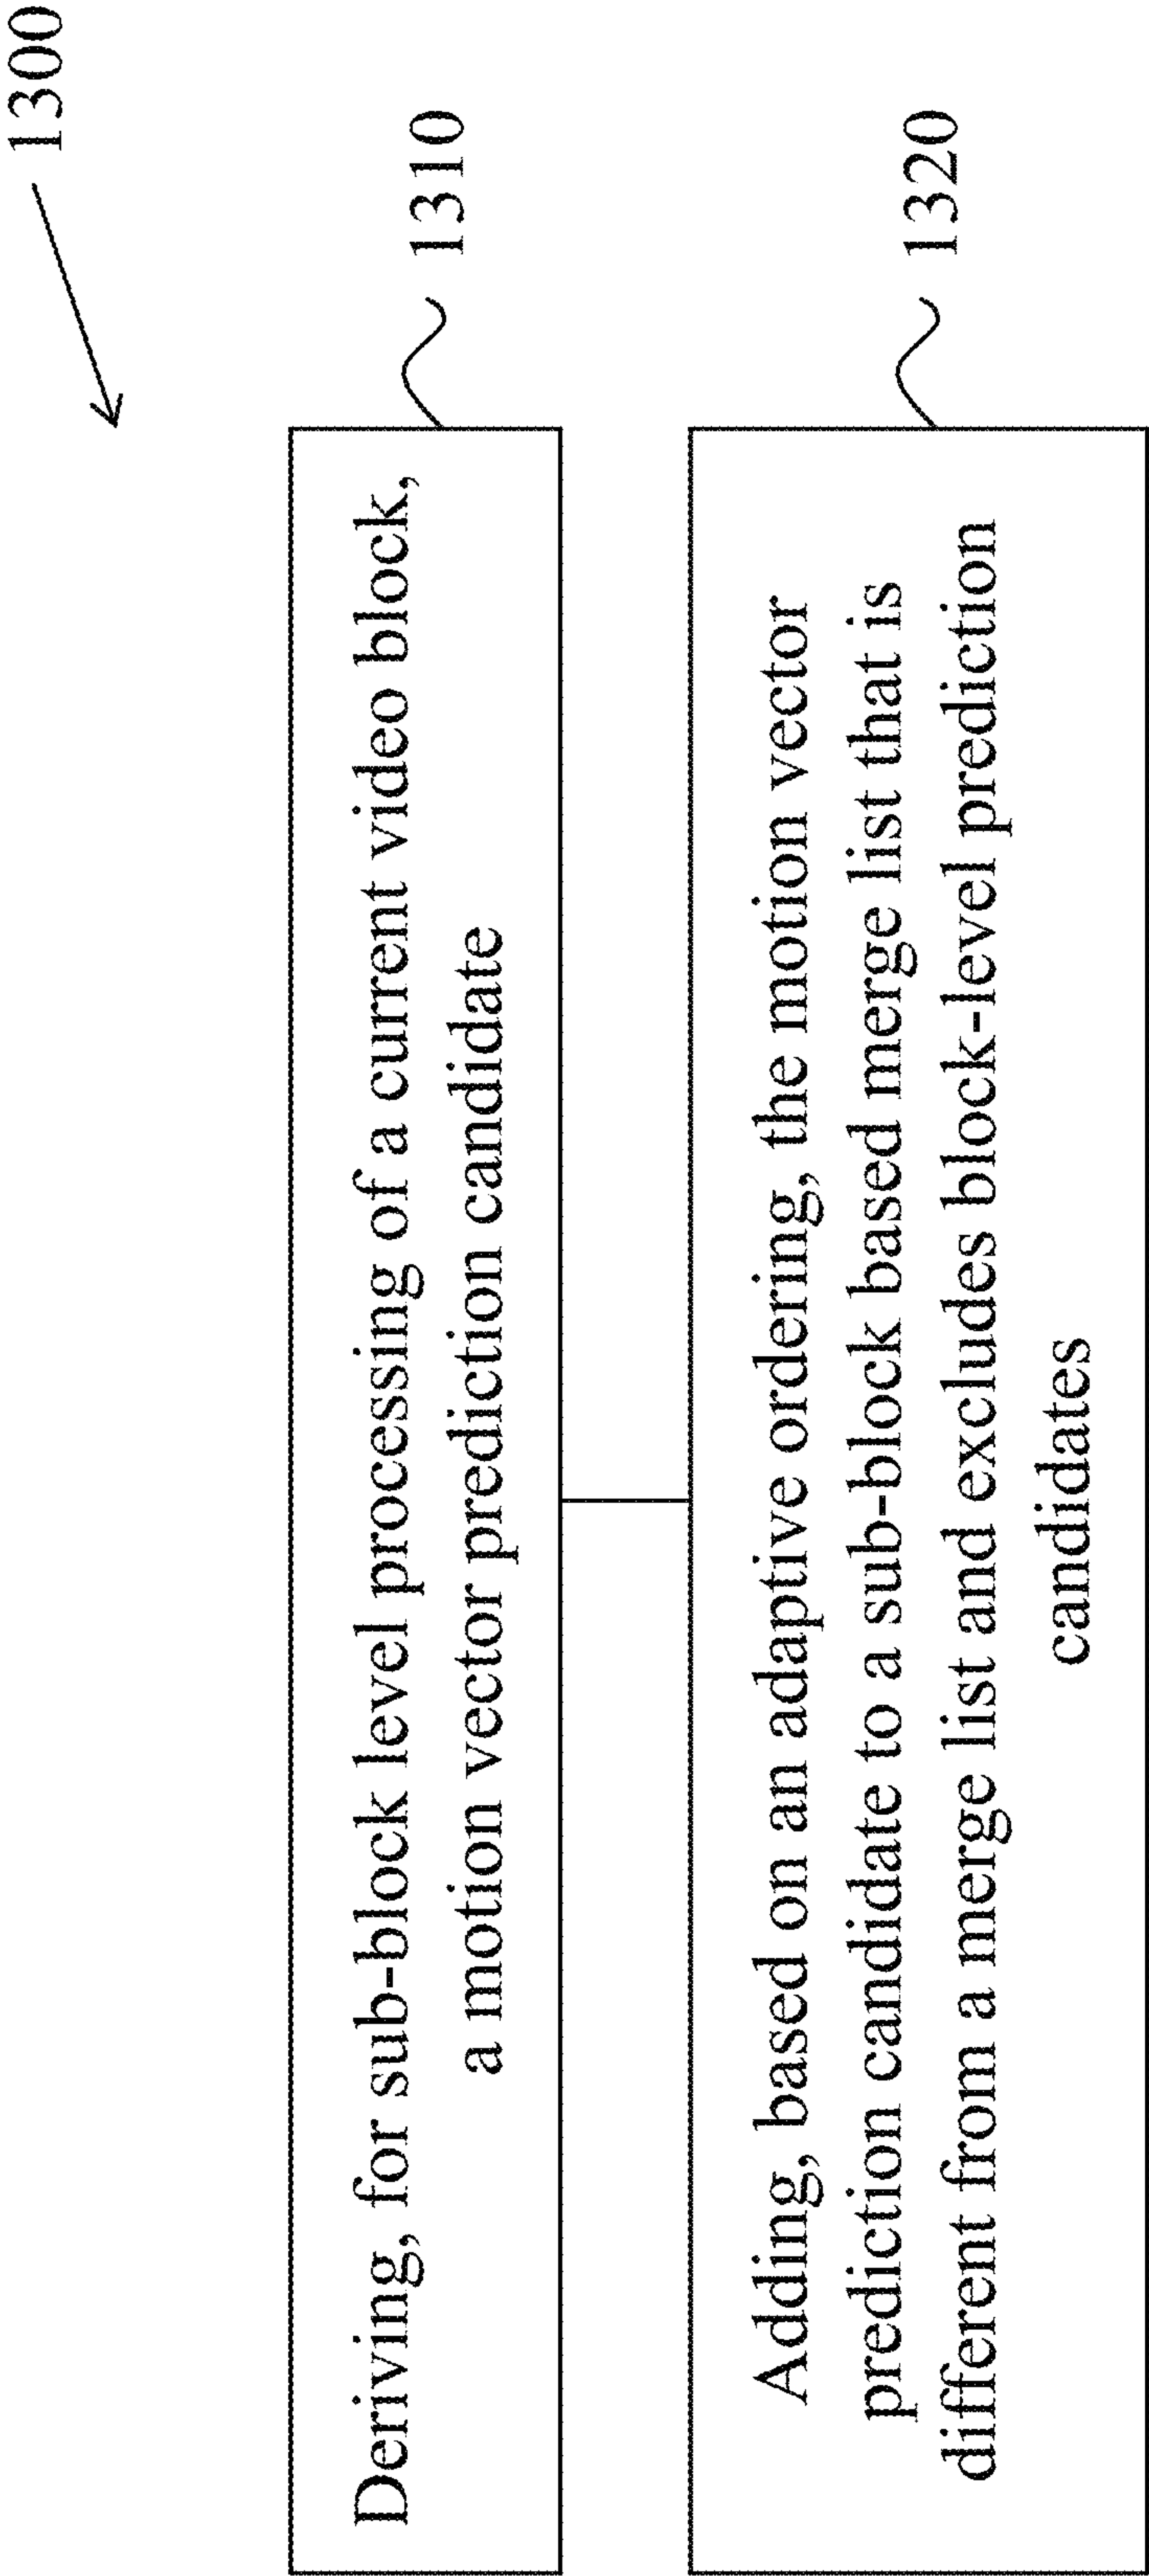 1300
Deriving, for sub-block level processing of a current video block,
a motion vector prediction candidate
1310
Adding, based on an adaptive ordering, the motion vector
prediction candidate to a sub-block based merge list that is
different from a merge list and excludes block-level prediction
candidates
1320